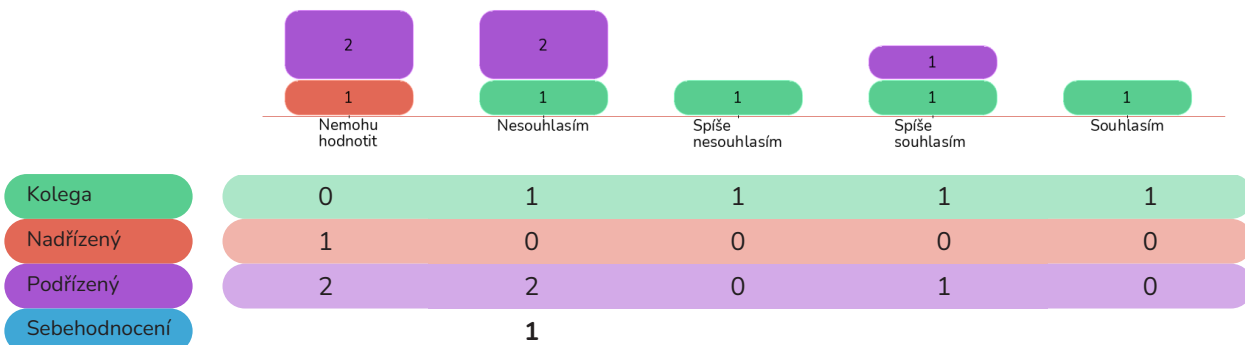 2 2
1
1 1 1 1 1
Nemohu hodnotit
Nesouhlasím
Spíše nesouhlasím
Spíše souhlasím
Souhlasím
Kolega 0 1 1 1 1
Nadřízený 1 0 0 0 0
Podřízený 2 2 0 1 0
Sebehodnocení 1